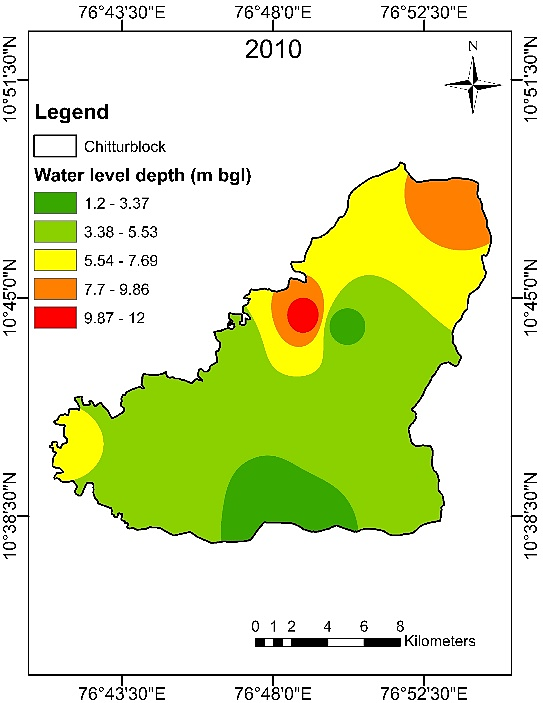 76°43'30"E 76°48'0"E 76°52'30"E
2010
N
10°51'30"N 10°51'30"N
Legend
Chitturblock
Water level depth (m bgl)
1.2 - 3.37
3.38 - 5.53
5.54 - 7.69
7.7 - 9.86
9.87 - 12
10°45'0"N 10°45'0"N
10°38'30"N 10°38'30"N
0 1 2 4 6 8
Kilometers
76°43'30"E 76°48'0"E 76°52'30"E